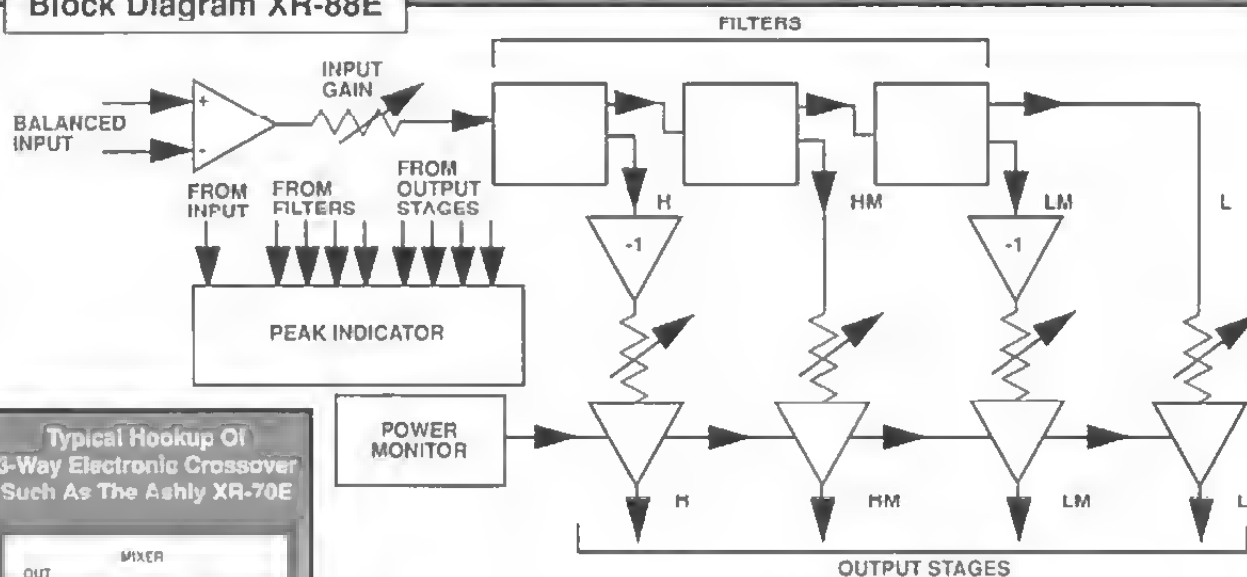 Block Diagram XR-88E
FILTERS
INPUT
GAIN
BALANCED
INPUT
+
-
FROM
INPUT
FROM
FILTERS
FROM
OUTPUT
STAGES
H
HM
LM
L
-1
-1
PEAK INDICATOR
POWER
MONITOR
H
HM
LM
L
OUTPUT STAGES
Typical Hookup Of
3-Way Electronic Crossover
Such As The Ashly XR-70E
MIXER
OUT